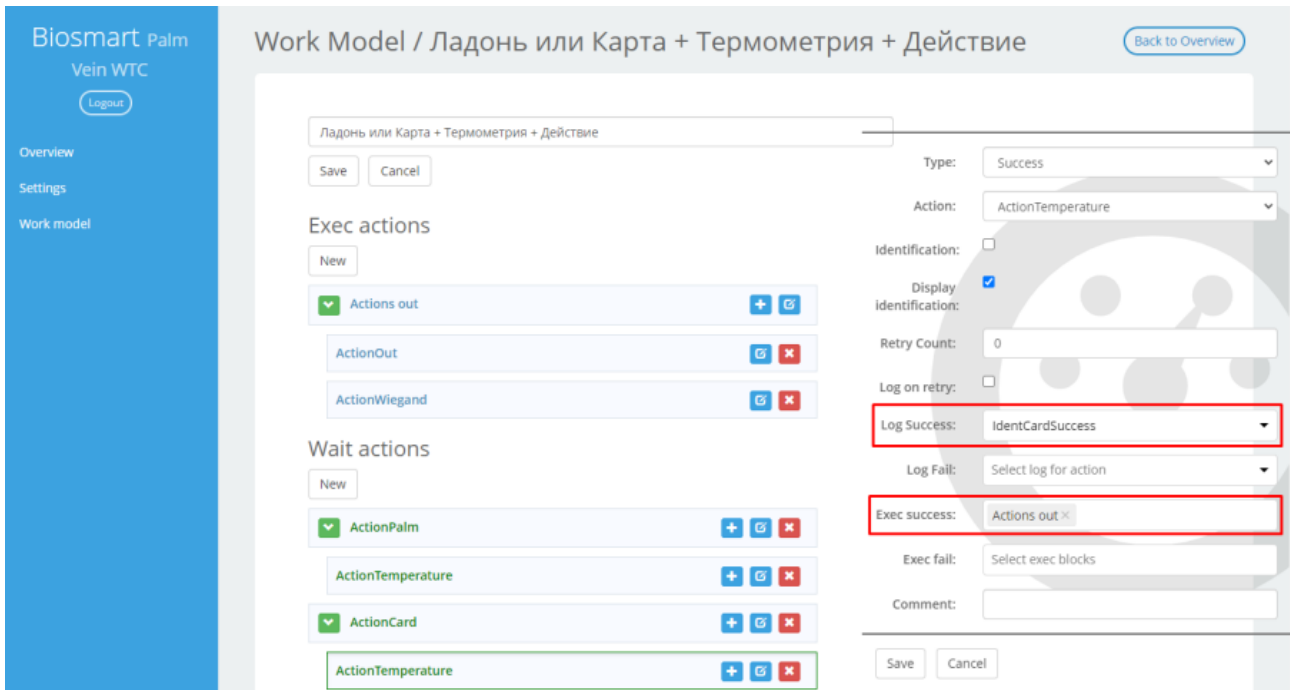 Biosmart Palm
Vein WTC
Logout
Overview
Settings
Work model
Work Model / Ладонь или Карта + Термометрия + Действие
Back to Overview
Ладонь или Карта + Термометрия + Действие
Save Cancel
Exec actions
New
Actions out
ActionOut
ActionWiegand
Wait actions
New
ActionPalm
ActionTemperature
ActionCard
ActionTemperature
Type: Success
Action: ActionTemperature
Identification:
Display
identification:
Retry Count: 0
Log on retry:
Log Success: IdentCardSuccess
Log Fail: Select log for action
Exec success: Actions out ×
Exec fail: Select exec blocks
Comment:
Save Cancel